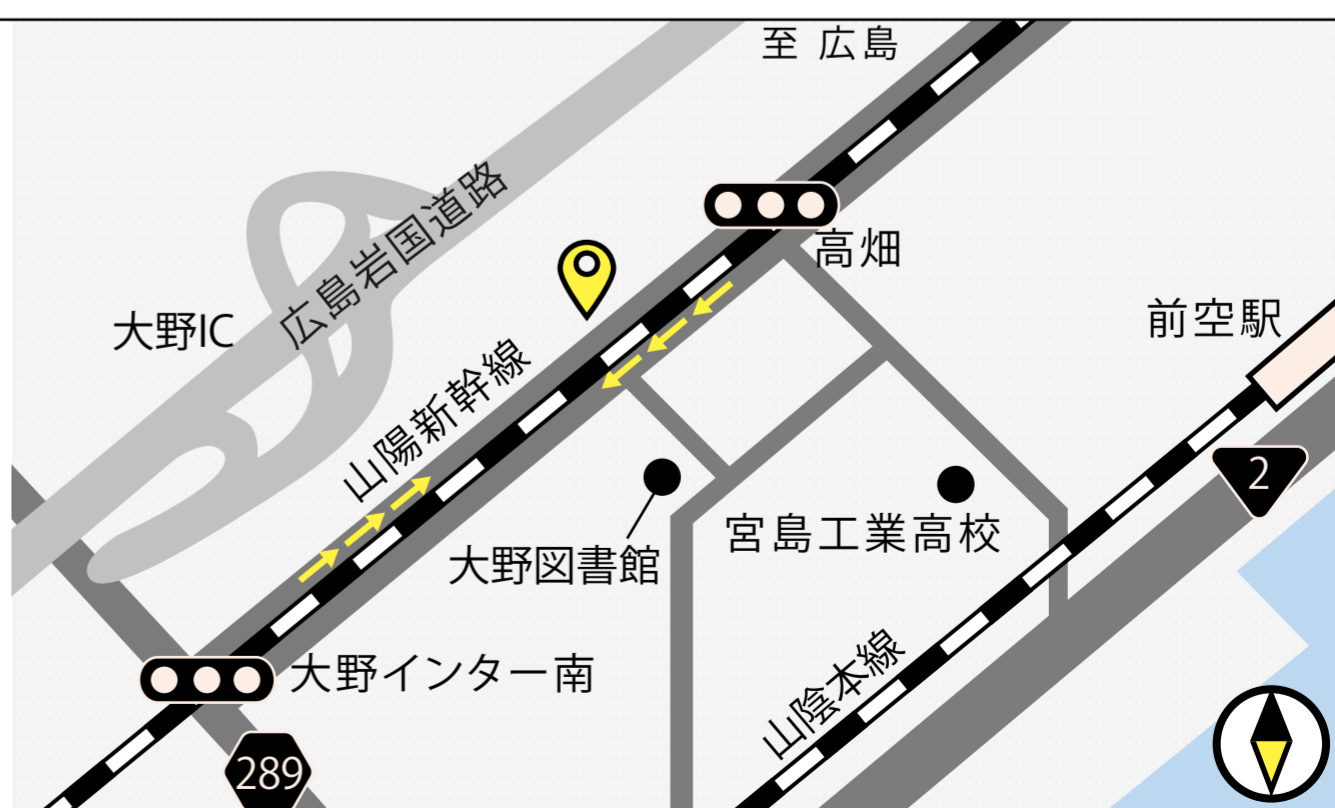 至 広島
高畑
広島岩国道路
大野IC
前空駅
山陽新幹線
2
大野図書館
宮島工業高校
大野インター南
山陰本線
289